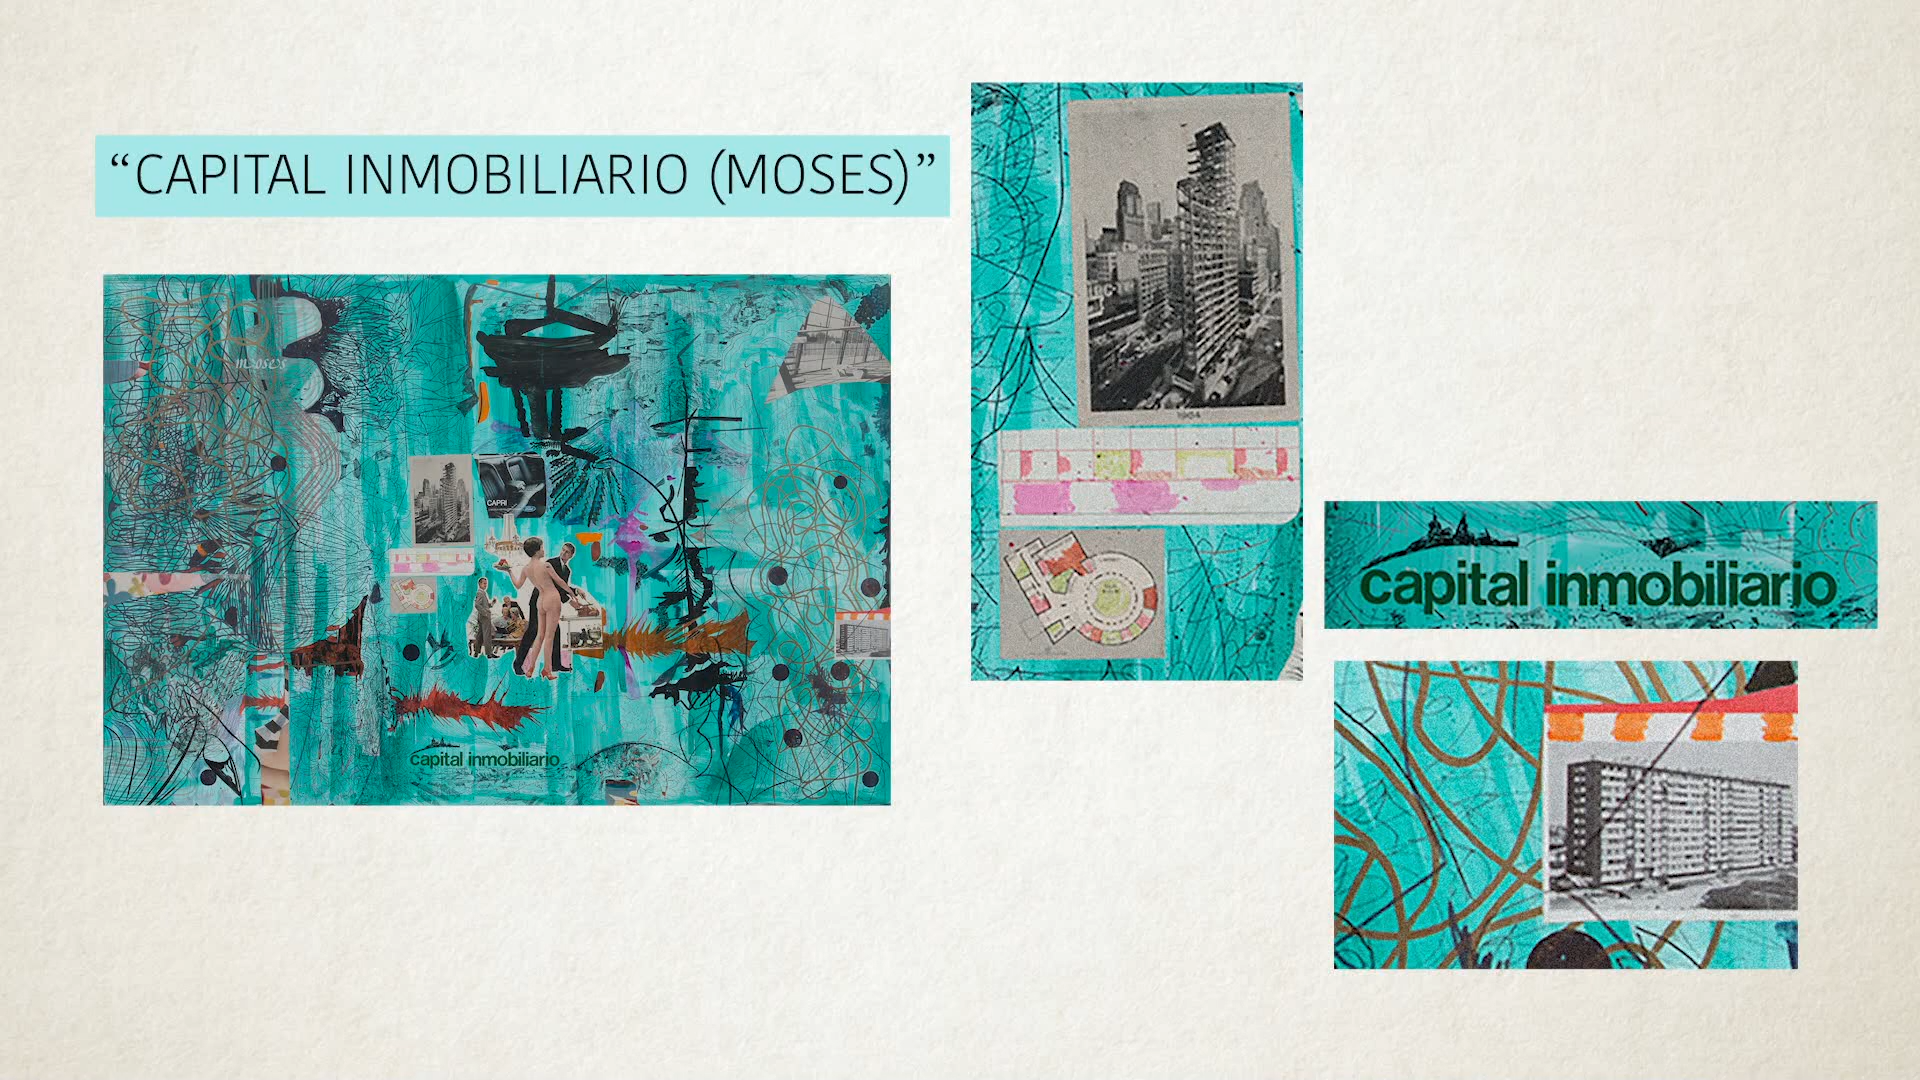 “CAPITAL INMOBILIARIO (MOSES)”
moses
CAPRI
capital inmobiliario
1964
capital inmobiliario